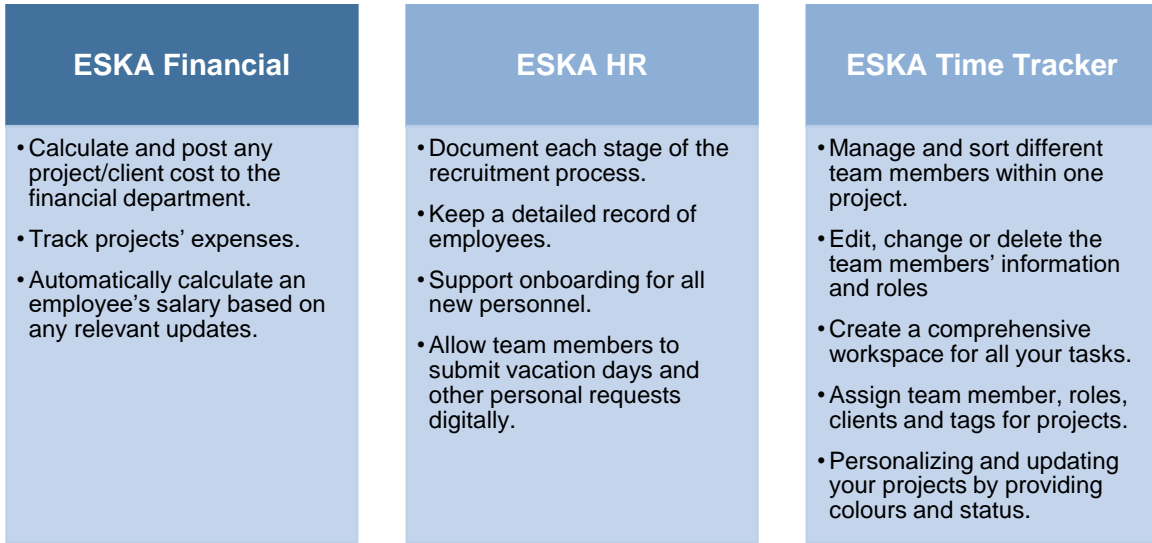 ESKA Financial
• Calculate and post any
project/client cost to the
financial department.
• Track projects’ expenses.
• Automatically calculate an
employee’s salary based on
any relevant updates.
ESKA HR
• Document each stage of the
recruitment process.
• Keep a detailed record of
employees.
• Support onboarding for all
new personnel.
• Allow team members to
submit vacation days and
other personal requests
digitally.
ESKA Time Tracker
• Manage and sort different
team members within one
project.
• Edit, change or delete the
team members’ information
and roles
• Create a comprehensive
workspace for all your tasks.
• Assign team member, roles,
clients and tags for projects.
• Personalizing and updating
your projects by providing
colours and status.